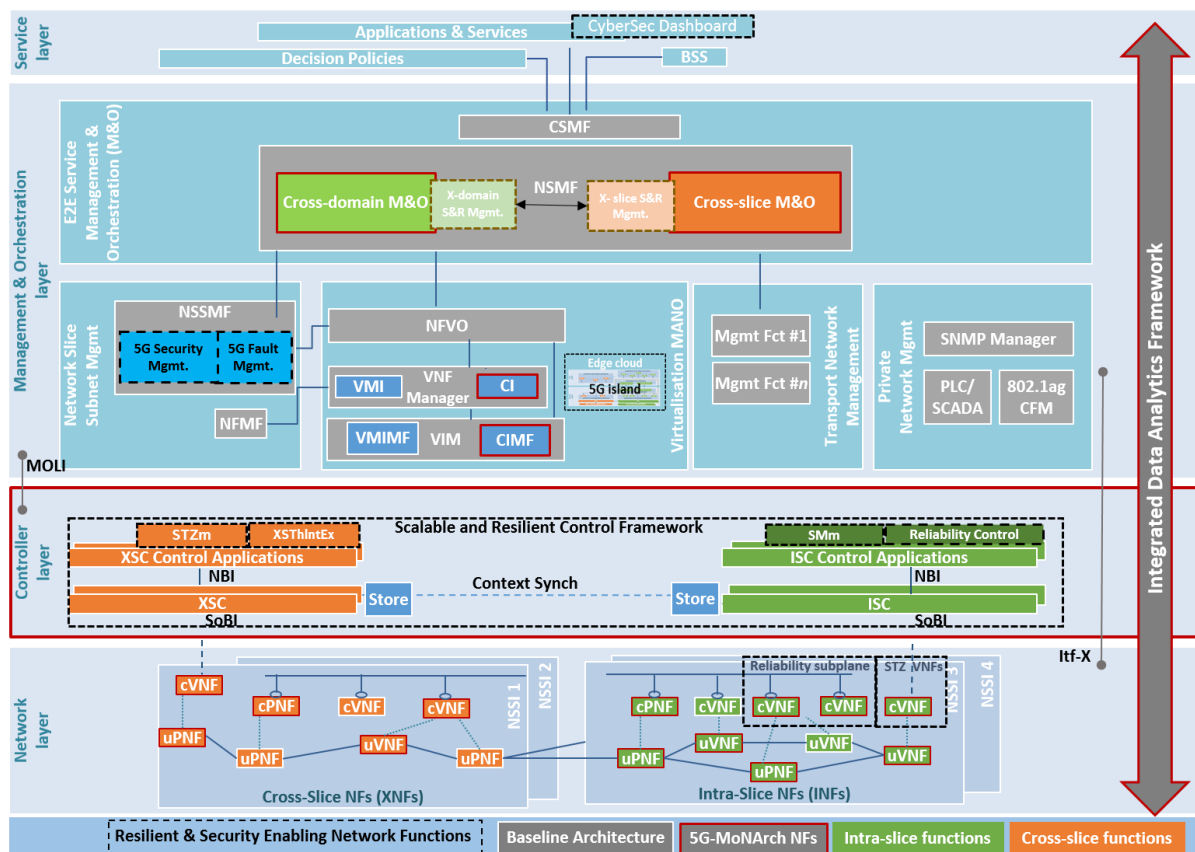 Service
layer
Applications & Services
CyberSec Dashboard
Decision Policies
BSS
Management & Orchestration
layer
E2E Service
Management &
Orchestration (M&O)
CSMF
NSMF
Cross-domain M&O
X-domain
S&R Mgmt.
X- slice S&R
Mgmt.
Cross-slice M&O
Network Slice
Subnet Mgmt
NSSMF
5G Security
Mgmt.
5G Fault
Mgmt.
NFMF
NFVO
VMI
VNF
Manager
CI
VMIMF
VIM
CIMF
Edge cloud
5G island
Virtualisation MANO
Mgmt Fct #1
Mgmt Fct #n
Transport Network
Management
Private
Network Mgmt
SNMP Manager
PLC/
SCADA
802.1ag
CFM
Integrated Data Analytics Framework
MOLI
Controller
layer
Scalable and Resilient Control Framework
STZm
XSThIntEx
XSC Control Applications
NBI
XSC
SoBI
Store
Context Synch
Store
SMm
Reliability Control
ISC Control Applications
NBI
ISC
SoBI
Itf-X
Network
layer
cVNF
uPNF
cPNF
cVNF
cVNF
uPNF
uVNF
uPNF
NSSI 1
NSSI 2
Cross-Slice NFs (XNFs)
Reliability subplane
STZ VNFs
cPNF
cVNF
cVNF
cVNF
cVNF
uPNF
uVNF
uPNF
uVNF
uVNF
NSSI 3
NSSI 4
Intra-Slice NFs (INFs)
Resilient & Security Enabling Network Functions
Baseline Architecture
5G-MoNArch NFs
Intra-slice functions
Cross-slice functions